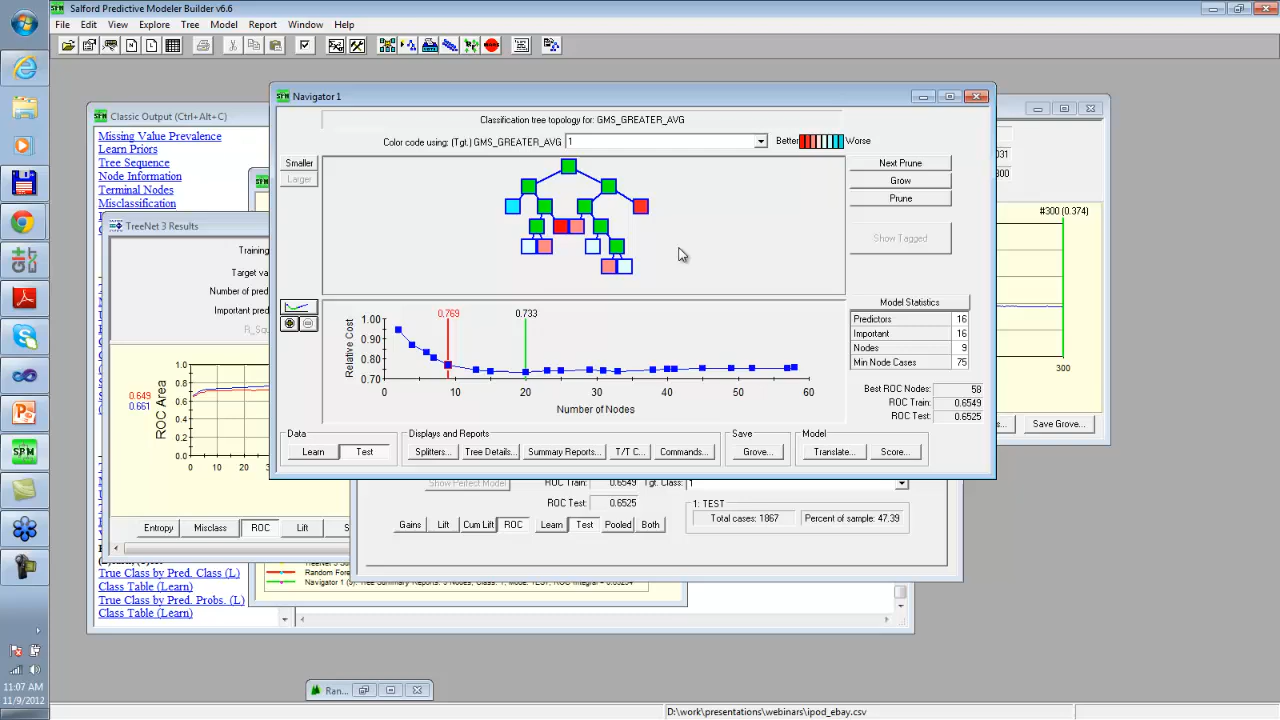 Salford Predictive Modeler Builder v6.6
File Edit View Explore Tree Model Report Window Help
Classic Output (Ctrl+Alt+C)
Missing Value Prevalence
Learn Priors
Tree Sequence
Node Information
Terminal Nodes
Misclassification
TreeNet 3 Results
Training
Target va
Number of pred
Important pred
R_Squ
0.649
0.661
ROC Area
1.0
0.8
0.6
0.4
0.2
0.0
0 10 20 30 40 50 60
Entropy Misclass ROC Lift S
True Class by Pred. Class (L)
Class Table (Learn)
True Class by Pred. Probs. (L)
Class Table (Learn)
Navigator 1
Classification tree topology for: GMS_GREATER_AVG
Color code using: (Tgt.) GMS_GREATER_AVG 1 Better Worse
Smaller
Larger
Next Prune
Grow
Prune
Show Tagged
Relative Cost
1.00
0.90
0.80
0.70
0.769 0.733
0 10 20 30 40 50 60
Number of Nodes
Model Statistics
Predictors 16
Important 16
Nodes 9
Min Node Cases 75
Best ROC Nodes: 58
ROC Train: 0.6549
ROC Test: 0.6525
Data Displays and Reports Save Model
Learn Test Splitters... Tree Details... Summary Reports... T/T C... Commands... Grove... Translate... Score...
031
300
#300 (0.374)
300
Save Grove...
Show Perfect Model
ROC Train: 0.6549 Tgt. Class: 1
ROC Test: 0.6525
1: TEST
Total cases: 1867 Percent of sample: 47.39
Gains Lift Cum Lift ROC Learn Test Pooled Both
Ran...
11:07 AM
11/9/2012
D:\work\presentations\webinars\ipod_ebay.csv